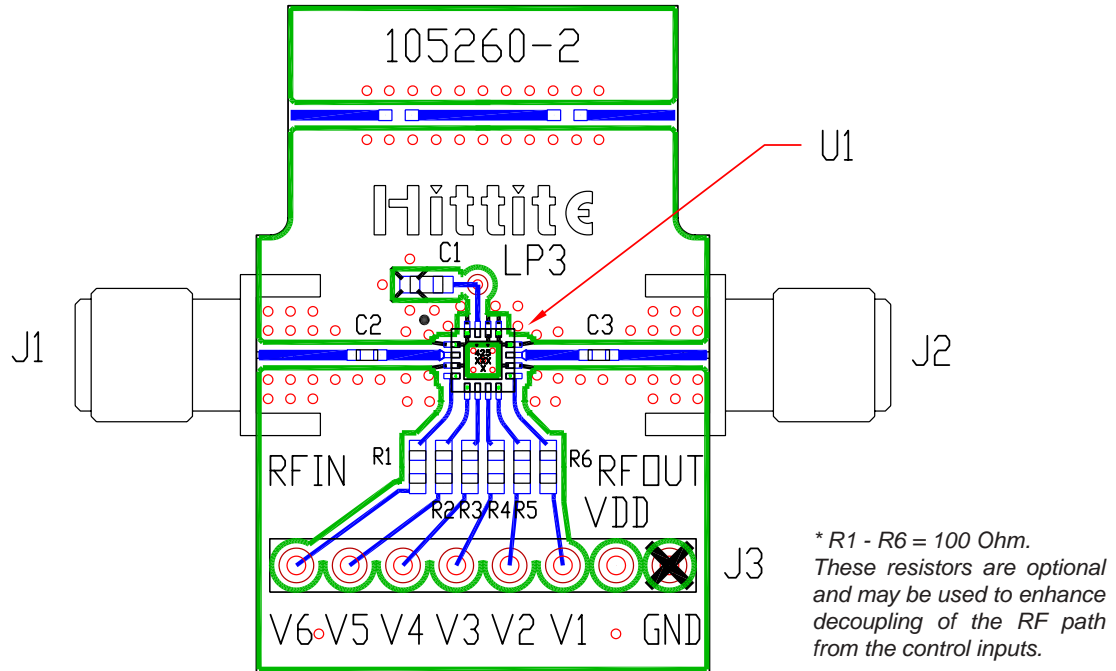 105260-2
U1
Hittite
C1
LP3
C2
C3
J1
J2
425
R1
R6
RFIN
RFOUT
R2 R3 R4 R5
VDD
J3
V6 V5 V4 V3 V2 V1 GND
* R1 - R6 = 100 Ohm.
These resistors are optional
and may be used to enhance
decoupling of the RF path
from the control inputs.